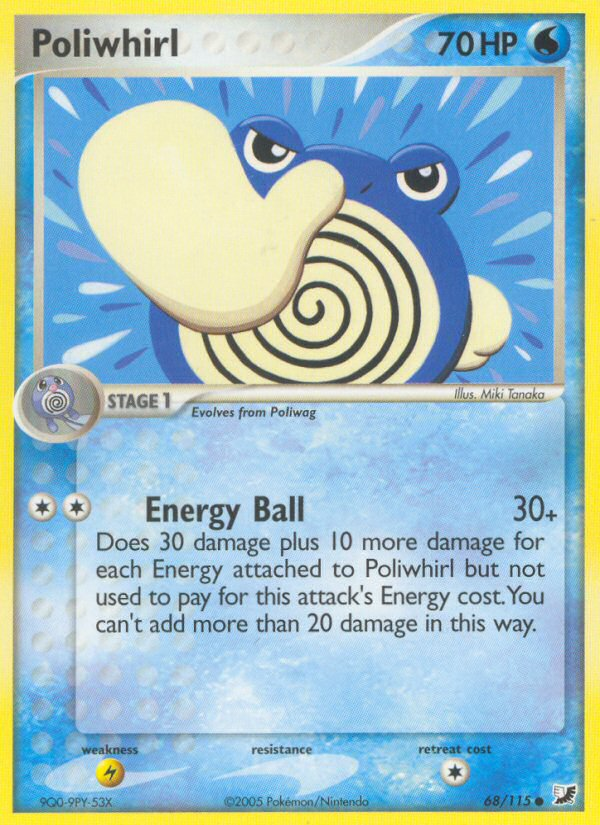 Poliwhirl 70 HP
Illus. Miki Tanaka
STAGE 1
Evolves from Poliwag
Energy Ball 30+
Does 30 damage plus 10 more damage for
each Energy attached to Poliwhirl but not
used to pay for this attack's Energy cost. You
can't add more than 20 damage in this way.
weakness resistance retreat cost
9Q0-9PY-53X ©2005 Pokémon/Nintendo 68/115